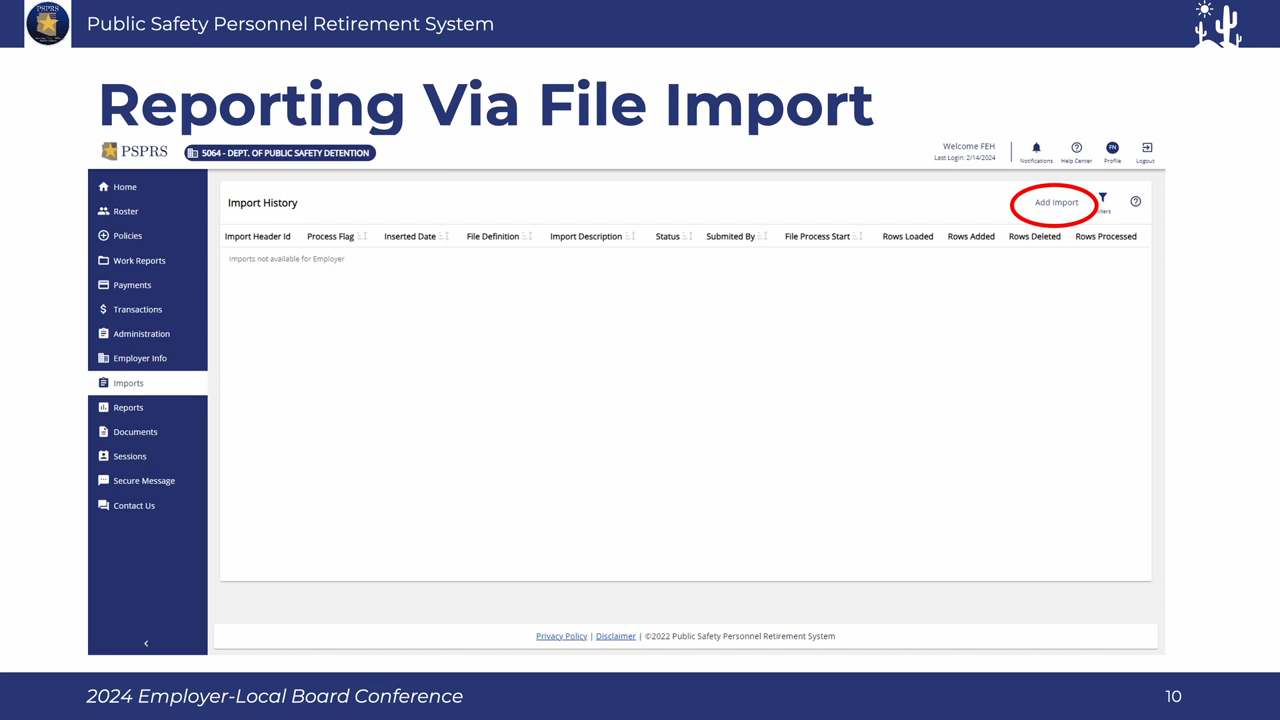 PSPRS
Public Safety Personnel Retirement System
Reporting Via File Import
PSPRS
5064 - DEPT. OF PUBLIC SAFETY DETENTION
Welcome FEH
Last Login: 2/14/2024
Notifications
Help Center
FN
Profile
Logout
Home
Roster
Policies
Work Reports
Payments
Transactions
Administration
Employer Info
Imports
Reports
Documents
Sessions
Secure Message
Contact Us
Import History
Add Import
Import Header Id Process Flag Inserted Date File Definition Import Description Status Submited By File Process Start Rows Loaded Rows Added Rows Deleted Rows Processed
Imports not available for Employer
Privacy Policy | Disclaimer | ©2022 Public Safety Personnel Retirement System
2024 Employer-Local Board Conference
10